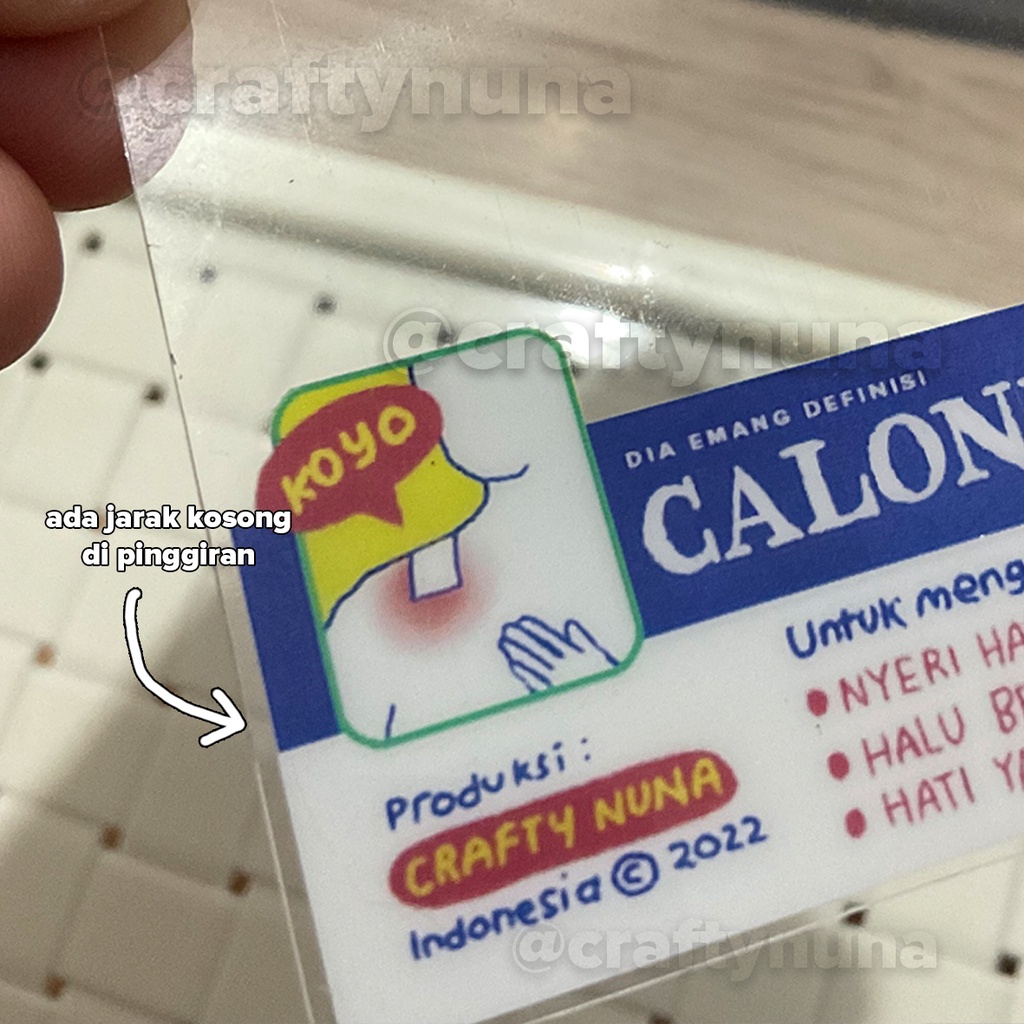 @craftynuna
@craftynuna
KOYO
DIA EMANG DEFINISI
CALON
ada jarak kosong
di pinggiran
Untuk meng
• NYERI HA
• HALU BE
• HATI YA
Produksi :
CRAFTY NUNA
Indonesia © 2022
@craftynuna